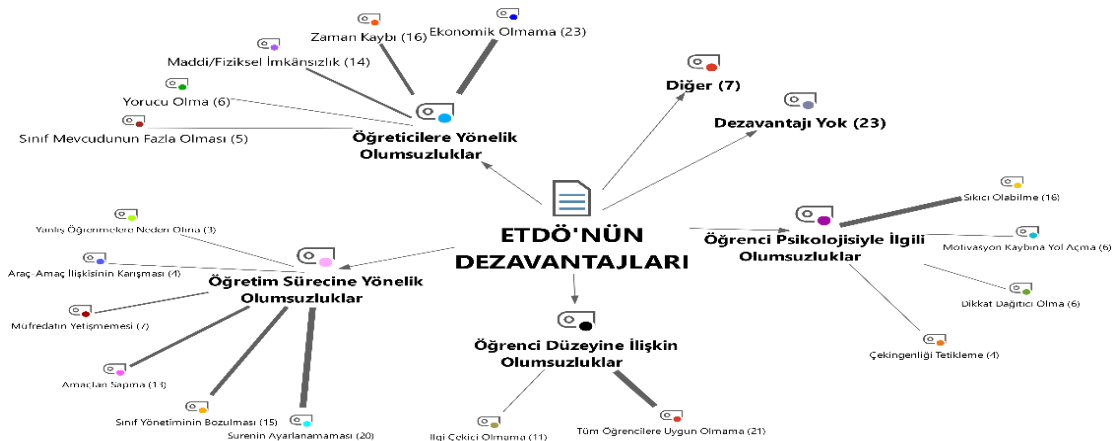 Ekonomik Olmama (23)
Zaman Kaybı (16)
Maddi/Fiziksel İmkânsızlık (14)
Yorucu Olma (6)
Sınıf Mevcudunun Fazla Olması (5)
Öğreticilere Yönelik
Olumsuzluklar
Diğer (7)
Dezavantajı Yok (23)
ETDÖ'NÜN
DEZAVANTAJLARI
Öğrenci Psikolojisiyle İlgili
Olumsuzluklar
Sıkıcı Olabilme (16)
Motivasyon Kaybına Yol Açma (6)
Dikkat Dağıtıcı Olma (6)
Çekingenliği Tetikleme (4)
Öğretim Sürecine Yönelik
Olumsuzluklar
Yanlış Öğrenmelere Neden Olma (3)
Araç-Amaç İlişkisinin Karışması (4)
Müfredatın Yetişmemesi (7)
Amaçtan Sapma (13)
Sınıf Yönetiminin Bozulması (15)
Sürenin Ayarlanamaması (20)
Öğrenci Düzeyine İlişkin
Olumsuzluklar
İlgi Çekici Olmama (11)
Tüm Öğrencilere Uygun Olmama (21)